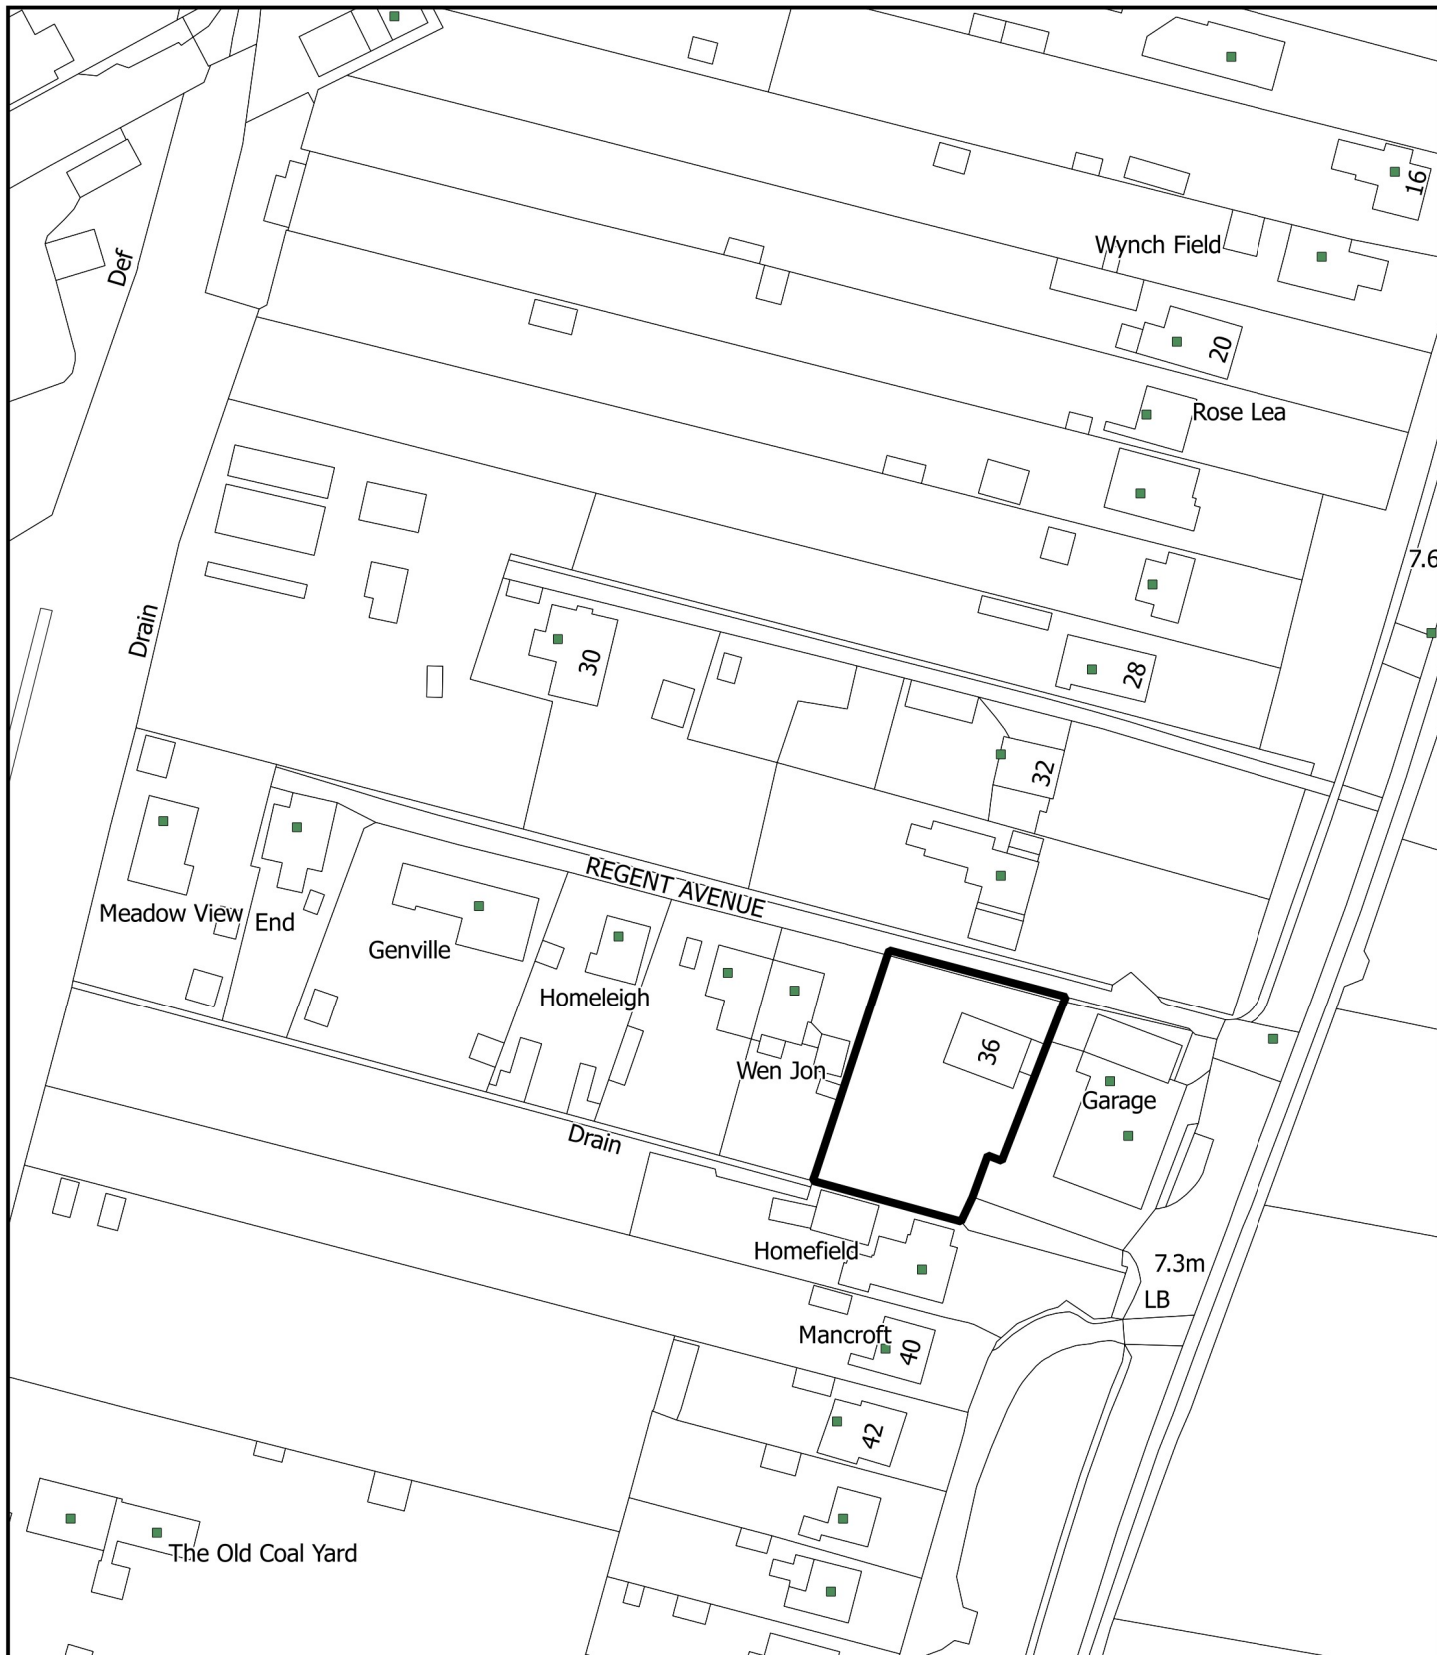 16
Def
Wynch Field
20
Rose Lea
7.6
Drain
30
28
32
REGENT AVENUE
Meadow View
End
Genville
Homeleigh
36
Wen Jon
Garage
Drain
Homefield
7.3m
LB
Mancroft
40
42
The Old Coal Yard